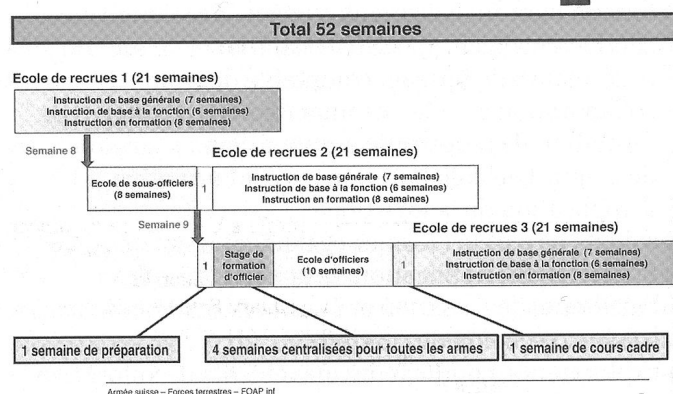 Total 52 semaines
Ecole de recrues 1 (21 semaines)
Instruction de base générale (7 semaines)
Instruction de base à la fonction (6 semaines)
Instruction en formation (8 semaines)
Semaine 8
Ecole de recrues 2 (21 semaines)
Ecole de sous-officiers
(8 semaines)
1
Instruction de base générale (7 semaines)
Instruction de base à la fonction (6 semaines)
Instruction en formation (8 semaines)
Semaine 9
Ecole de recrues 3 (21 semaines)
1
Stage de
formation
d'officier
Ecole d'officiers
(10 semaines)
1
Instruction de base générale (7 semaines)
Instruction de base à la fonction (6 semaines)
Instruction en formation (8 semaines)
1 semaine de préparation
4 semaines centralisées pour toutes les armes
1 semaine de cours cadre
Armée suisse – Forces terrestres – FOAP inf